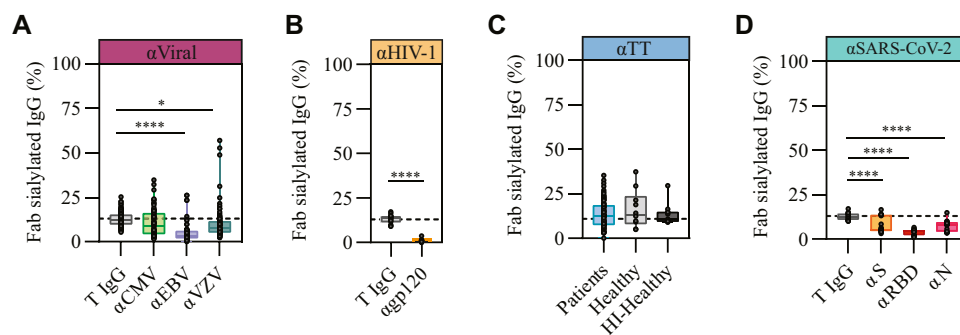 A
αViral
Fab sialylated IgG (%)
100
75
50
25
0
*
****
T IgG
αCMV
αEBV
αVZV
B
αHIV-1
Fab sialylated IgG (%)
100
75
50
25
0
****
T IgG
αgp120
C
αTT
Fab sialylated IgG (%)
100
75
50
25
0
Patients
Healthy
HI-Healthy
D
αSARS-CoV-2
Fab sialylated IgG (%)
100
75
50
25
0
****
****
****
T IgG
αS
αRBD
αN